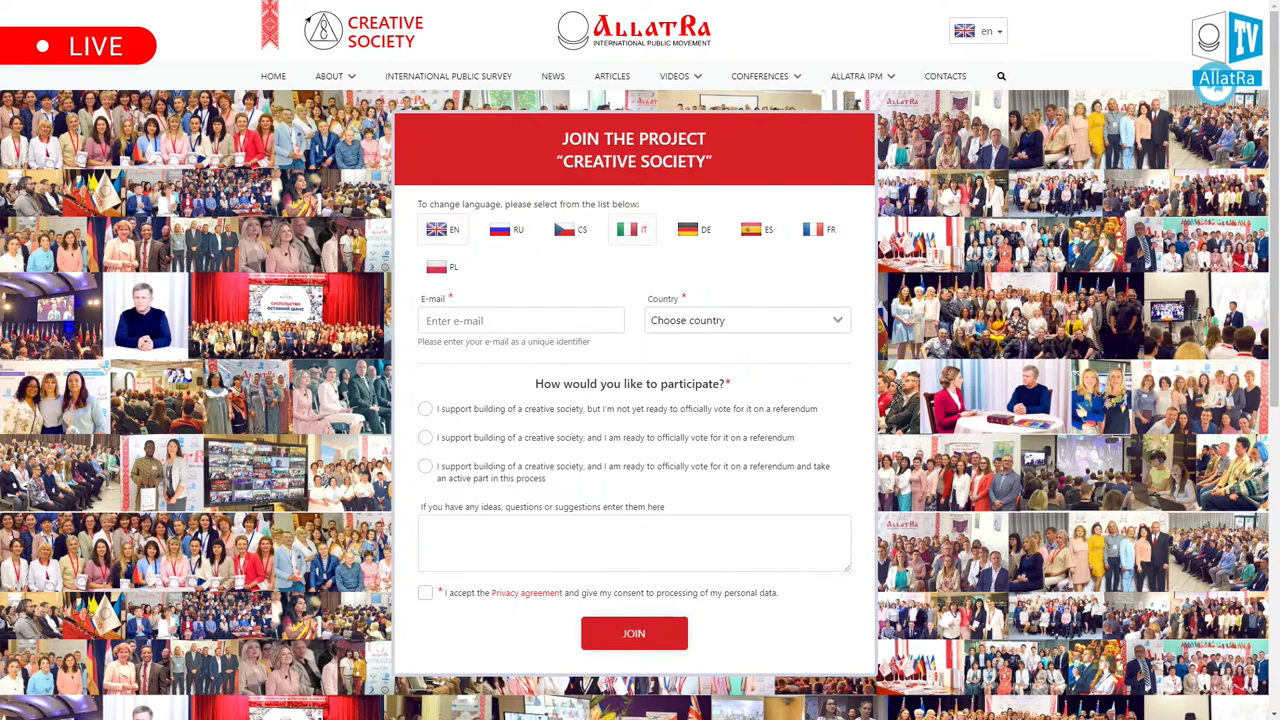 LIVE
CREATIVE
SOCIETY
ALLATRA
INTERNATIONAL PUBLIC MOVEMENT
en
TV
AllatRa
HOME
ABOUT
INTERNATIONAL PUBLIC SURVEY
NEWS
ARTICLES
VIDEOS
CONFERENCES
ALLATRA IPM
CONTACTS
JOIN THE PROJECT
“CREATIVE SOCIETY”
To change language, please select from the list below:
EN
RU
CS
IT
DE
ES
FR
PL
E-mail *
Country *
Enter e-mail
Choose country
Please enter your e-mail as a unique identifier
How would you like to participate?*
I support building of a creative society, but I'm not yet ready to officially vote for it on a referendum
I support building of a creative society, and I am ready to officially vote for it on a referendum
I support building of a creative society, and I am ready to officially vote for it on a referendum and take
an active part in this process
If you have any ideas, questions or suggestions enter them here
* I accept the Privacy agreement and give my consent to processing of my personal data.
JOIN